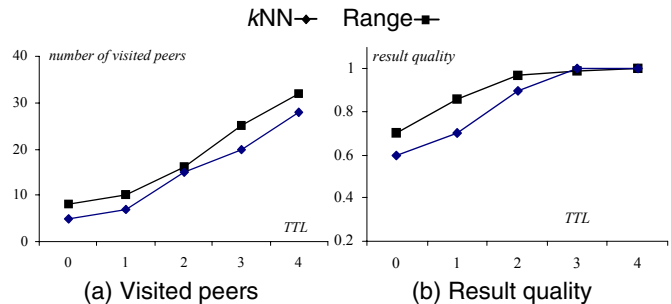 kNN Range
number of visited peers
40
30
20
10
0
0 1 2 3 4
TTL
(a) Visited peers
result quality
1
0.8
0.6
0.4
0.2
0 1 2 3 4
TTL
(b) Result quality